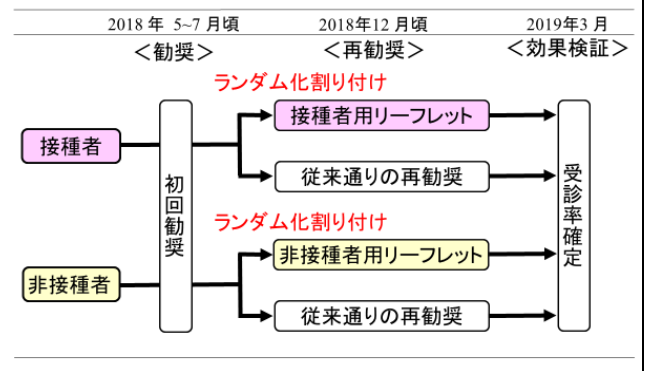 2018 年 5~7 月頃 2018年12 月頃 2019年3 月
＜勧奨＞ ＜再勧奨＞ ＜効果検証＞
ランダム化割り付け
接種者用リーフレット
接種者
従来通りの再勧奨
初回勧奨
受診率確定
ランダム化割り付け
非接種者用リーフレット
非接種者
従来通りの再勧奨